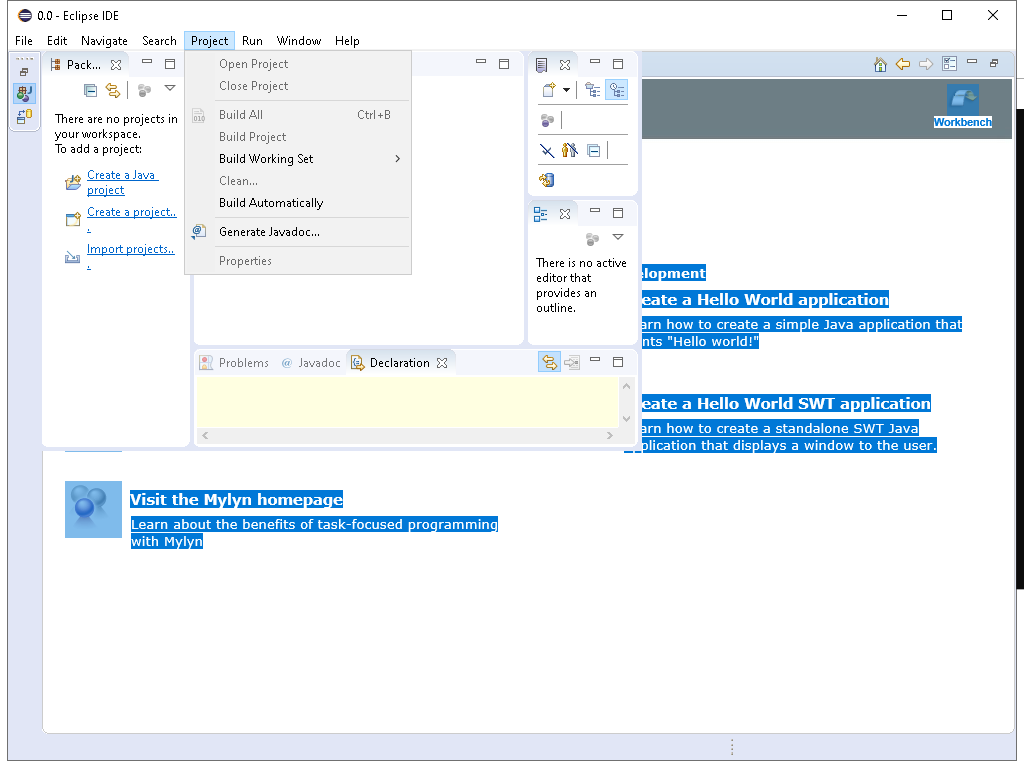 0.0 - Eclipse IDE
File Edit Navigate Search Project Run Window Help
Pack...
There are no projects in
your workspace.
To add a project:
Create a Java
project
Create a project..
.
Import projects..
.
Open Project
Close Project
Build All Ctrl+B
Build Project
Build Working Set
Clean...
Build Automatically
Generate Javadoc...
Properties
There is no active
editor that
provides an
outline.
Problems @ Javadoc Declaration
Workbench
elopment
eate a Hello World application
arn how to create a simple Java application that
nts "Hello world!"
eate a Hello World SWT application
arn how to create a standalone SWT Java
plication that displays a window to the user.
Visit the Mylyn homepage
Learn about the benefits of task-focused programming
with Mylyn